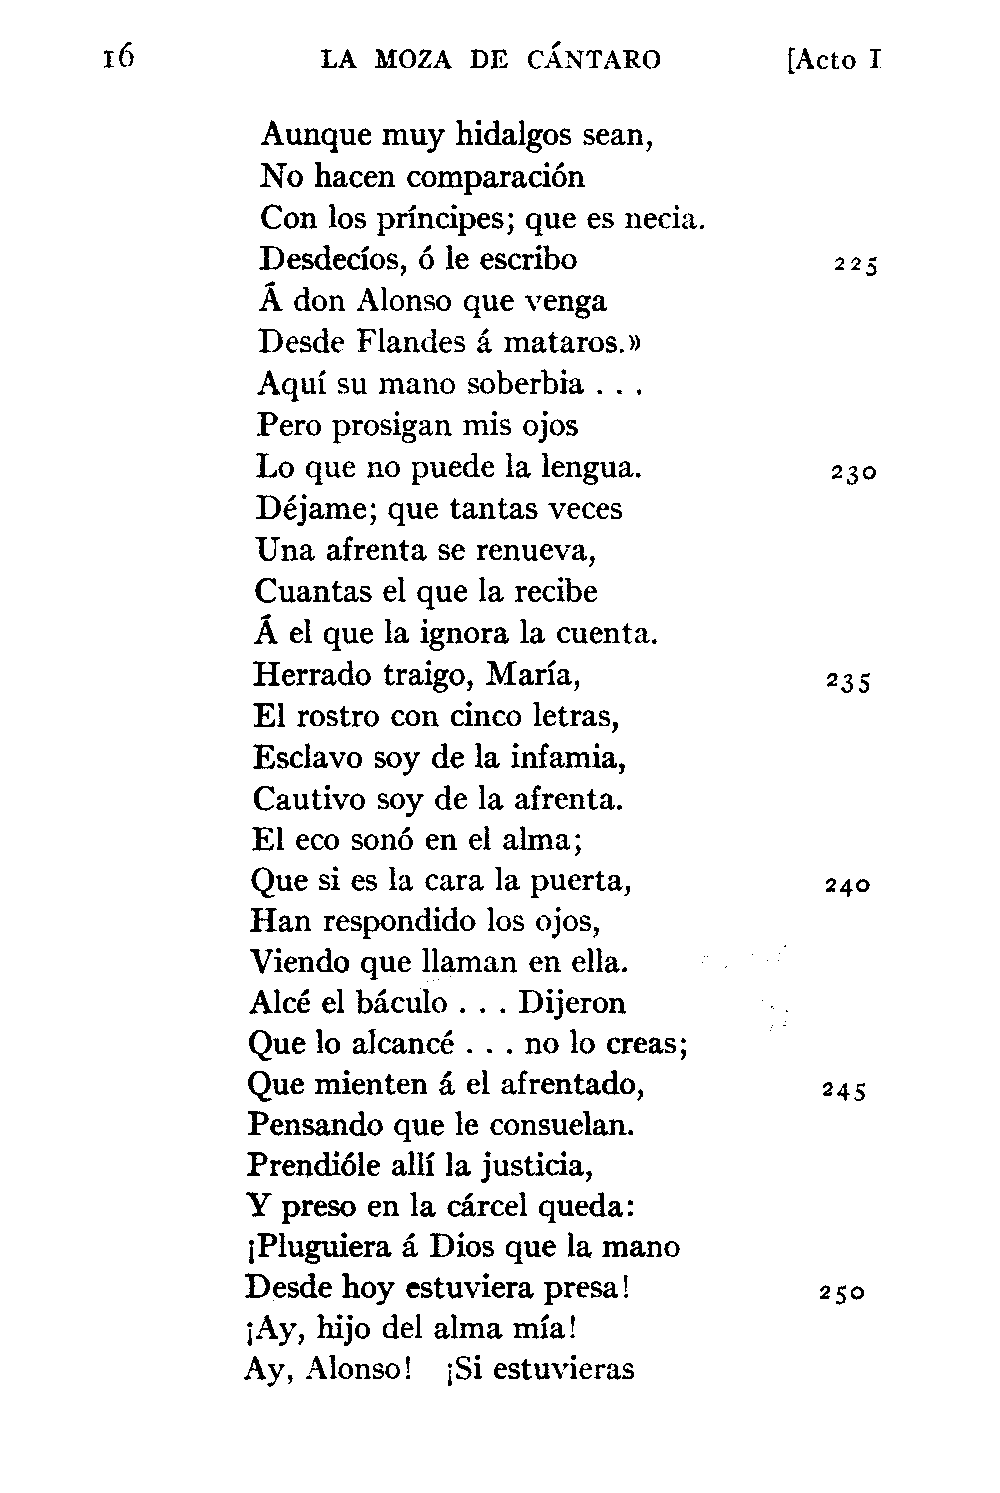 16 LA MOZA DE CÁNTARO [Acto I
Aunque muy hidalgos sean,
No hacen comparación
Con los príncipes; que es necia.
Desdecíos, ó le escribo 225
Á don Alonso que venga
Desde Flandes á mataros.»
Aquí su mano soberbia . . .
Pero prosigan mis ojos
Lo que no puede la lengua. 230
Déjame; que tantas veces
Una afrenta se renueva,
Cuantas el que la recibe
Á el que la ignora la cuenta.
Herrado traigo, María, 235
El rostro con cinco letras,
Esclavo soy de la infamia,
Cautivo soy de la afrenta.
El eco sonó en el alma;
Que si es la cara la puerta, 240
Han respondido los ojos,
Viendo que llaman en ella.
Alcé el báculo . . . Dijeron
Que lo alcancé . . . no lo creas;
Que mienten á el afrentado, 245
Pensando que le consuelan.
Prendióle allí la justicia,
Y preso en la cárcel queda:
¡Pluguiera á Dios que la mano
Desde hoy estuviera presa! 250
¡Ay, hijo del alma mía!
Ay, Alonso! ¡Si estuvieras